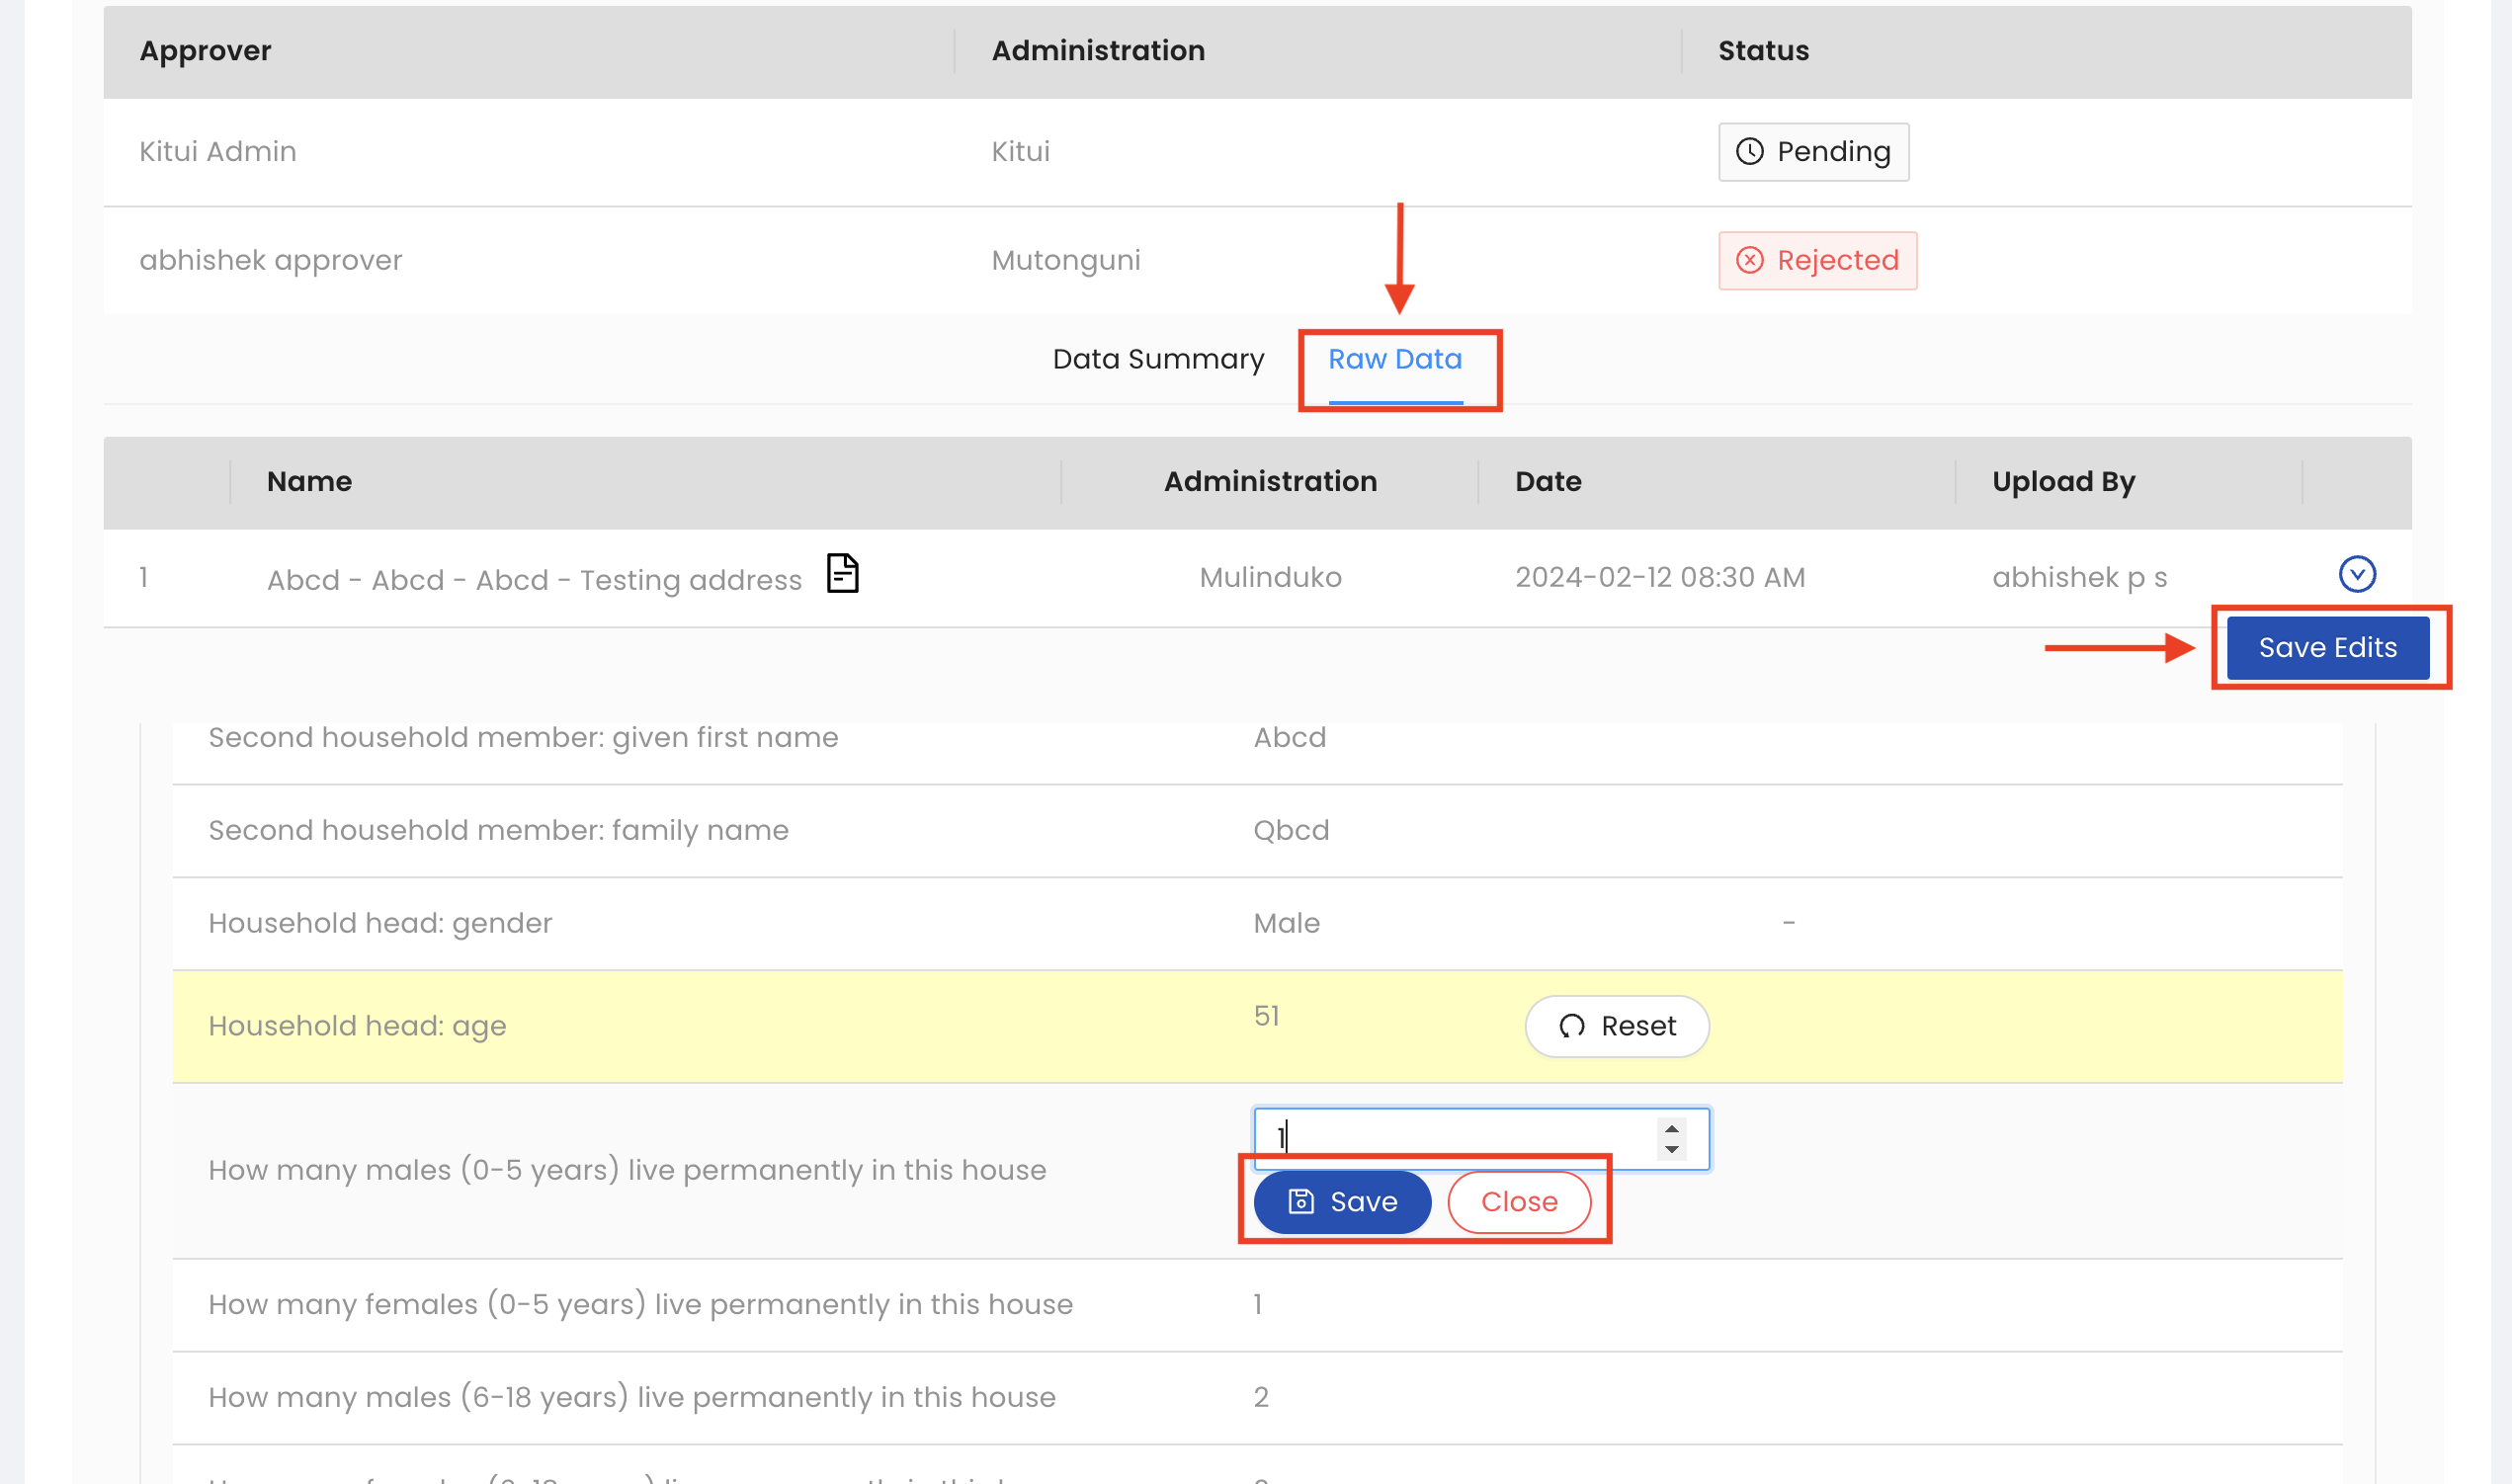 Approver Administration Status
Kitui Admin Kitui Pending
abhishek approver Mutonguni Rejected
Data Summary Raw Data
Name Administration Date Upload By
1 Abcd - Abcd - Abcd - Testing address Mulinduko 2024-02-12 08:30 AM abhishek p s
Save Edits
Second household member: given first name Abcd
Second household member: family name Qbcd
Household head: gender Male -
Household head: age 51 Reset
1
How many males (0-5 years) live permanently in this house
Save Close
How many females (0-5 years) live permanently in this house 1
How many males (6-18 years) live permanently in this house 2